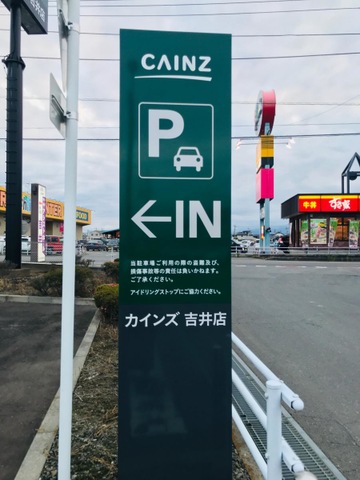 CAINZ
P
←IN
当駐車場ご利用の際の盗難及び、
損傷事故等の責任は負いかねます。
ご了承ください。
アイドリングストップにご協力ください。
カインズ 吉井店
牛丼 すき家